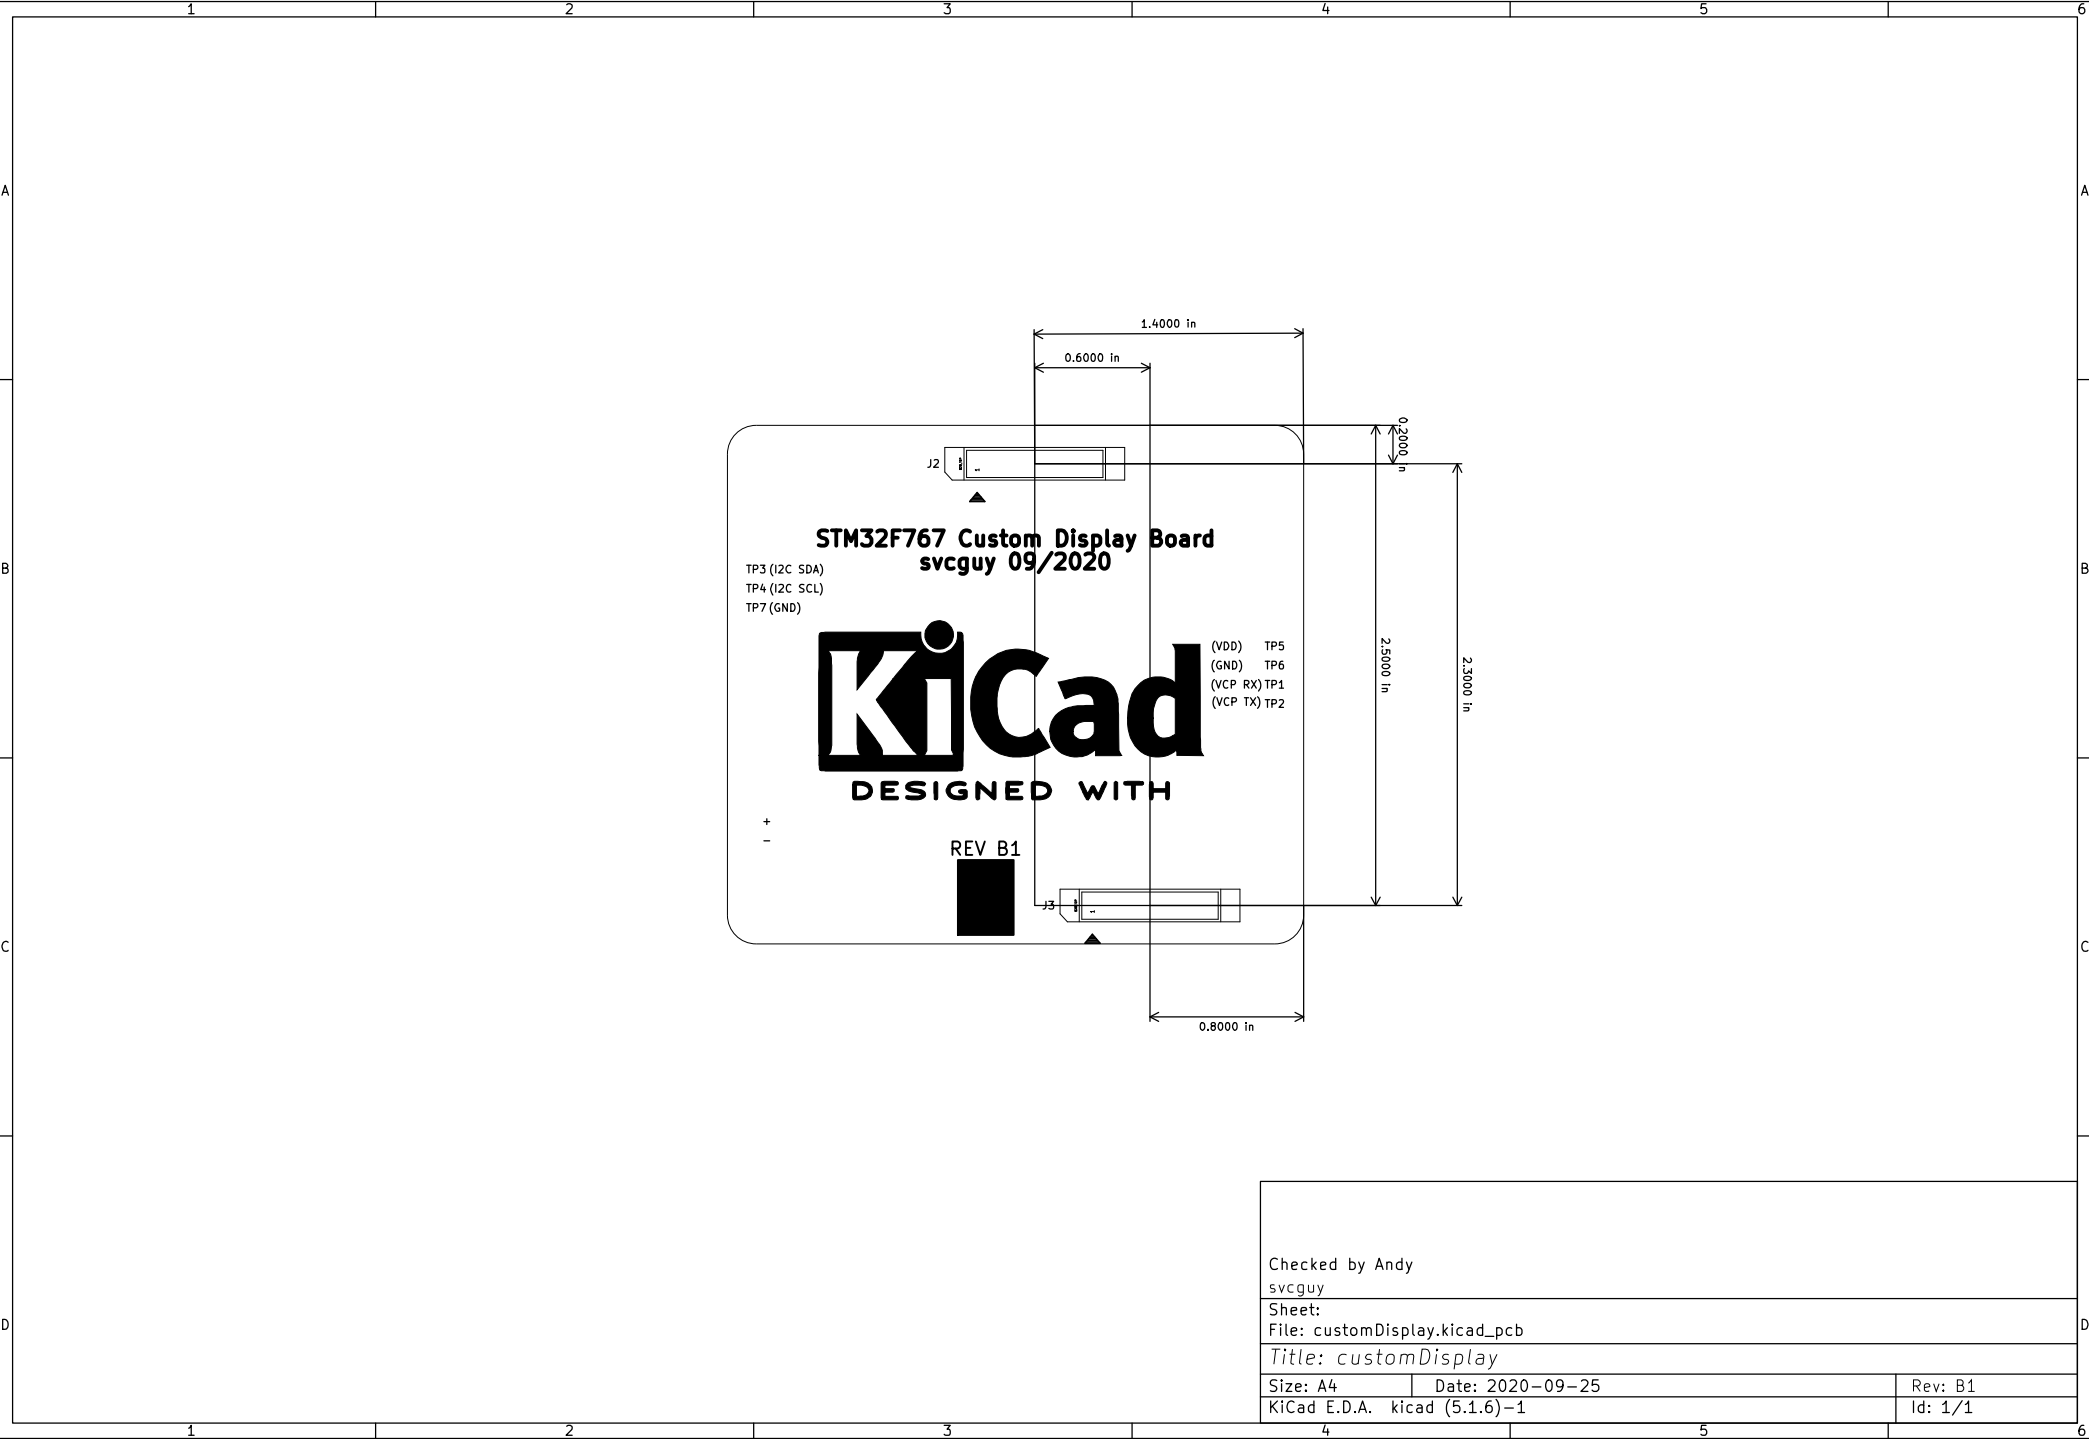 1 2 3 4 5 6
A A
1.4000 in
0.6000 in
0.2000 in
J2
1
STM32F767 Custom Display Board
svcguy 09/2020
B B
TP3 (I2C SDA)
TP4 (I2C SCL)
TP7 (GND)
KiCad
(VDD) TP5
(GND) TP6
(VCP RX) TP1
(VCP TX) TP2
2.5000 in
2.3000 in
DESIGNED WITH
+
-
REV B1
J3
1
C C
0.8000 in
Checked by Andy
svcguy
Sheet:
File: customDisplay.kicad_pcb
D D
Title: customDisplay
Size: A4 Date: 2020-09-25 Rev: B1
KiCad E.D.A. kicad (5.1.6)-1 Id: 1/1
1 2 3 4 5 6